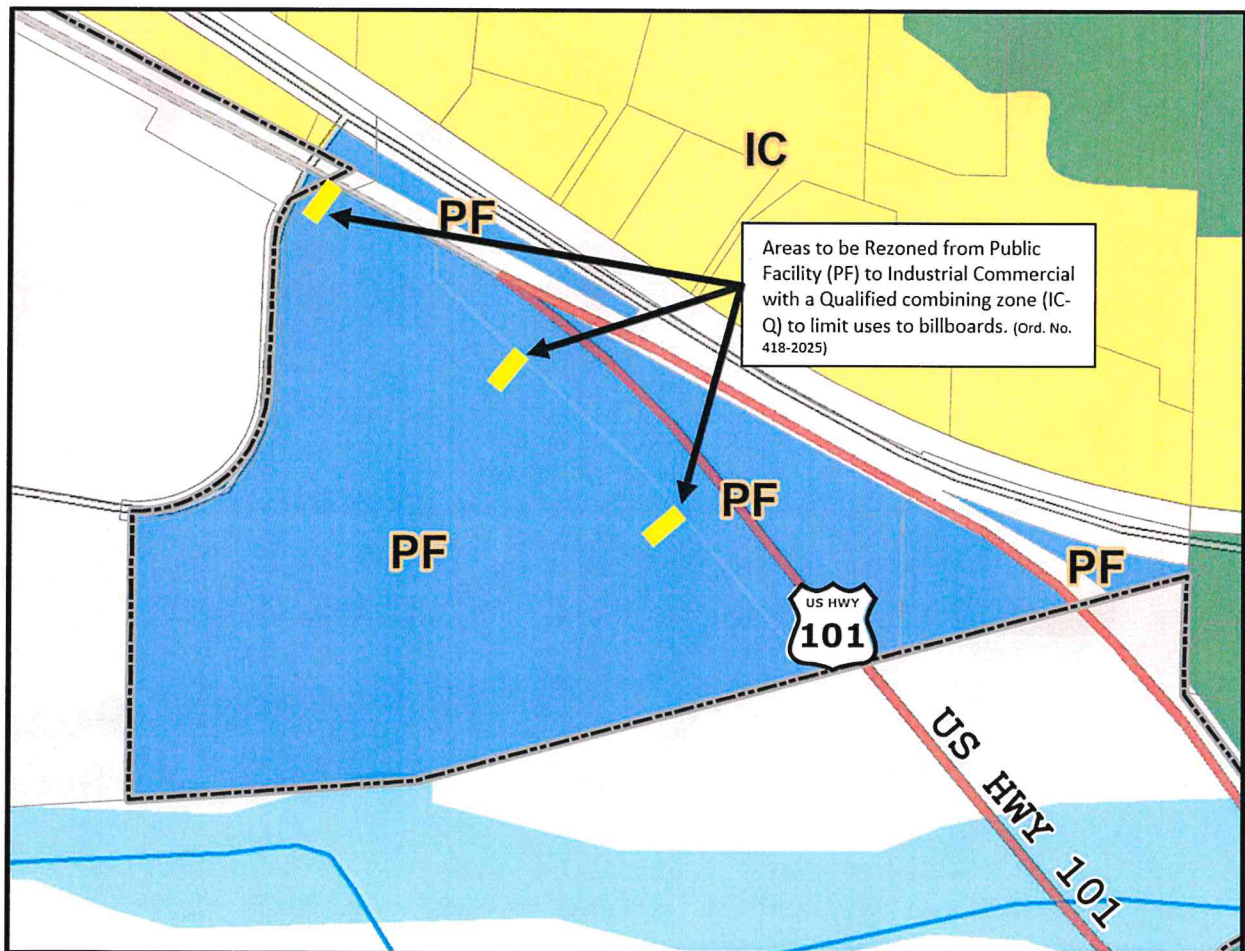 IC
PF
Areas to be Rezoned from Public
Facility (PF) to Industrial Commercial
with a Qualified combining zone (IC-
Q) to limit uses to billboards. (Ord. No.
418-2025)
PF
PF
PF
US HWY
101
US HWY 101